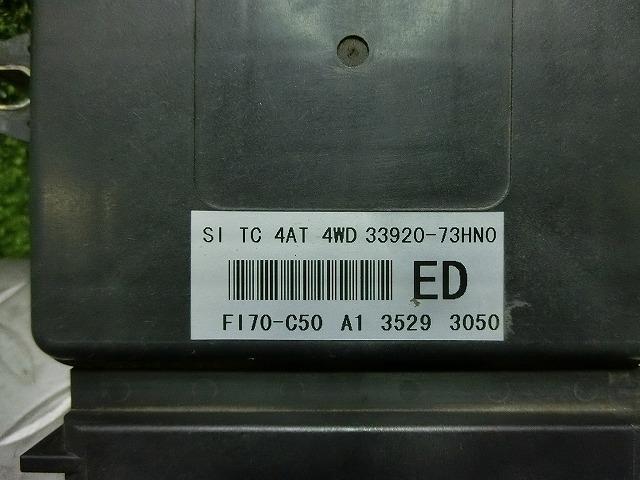 SI TC 4AT 4WD 33920-73HN0
ED
FI70-C50 A1 3529 3050